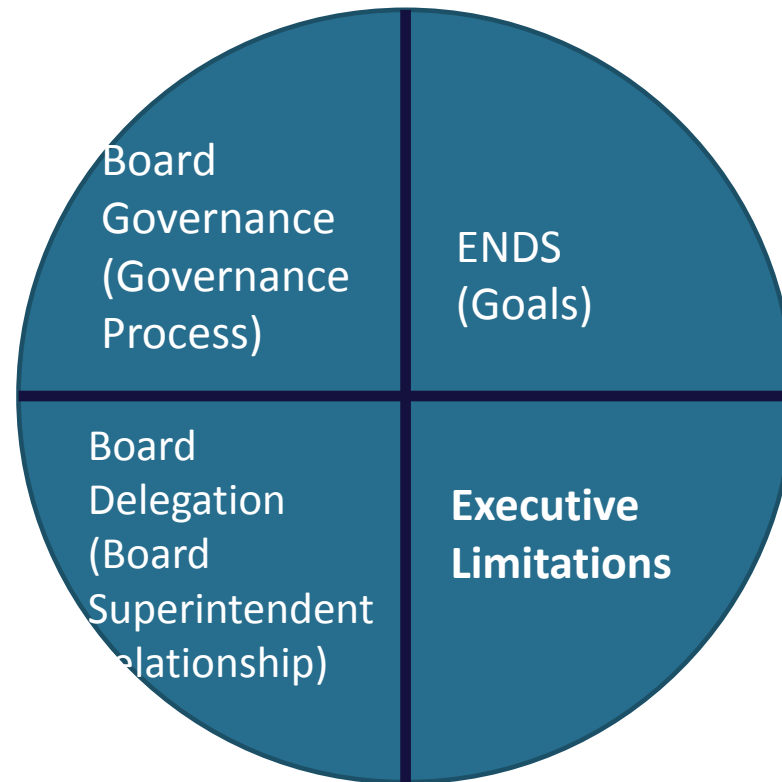 Board
Governance
(Governance
Process)
ENDS
(Goals)
Board
Delegation
(Board
Superintendent
elationship)
Executive
Limitations